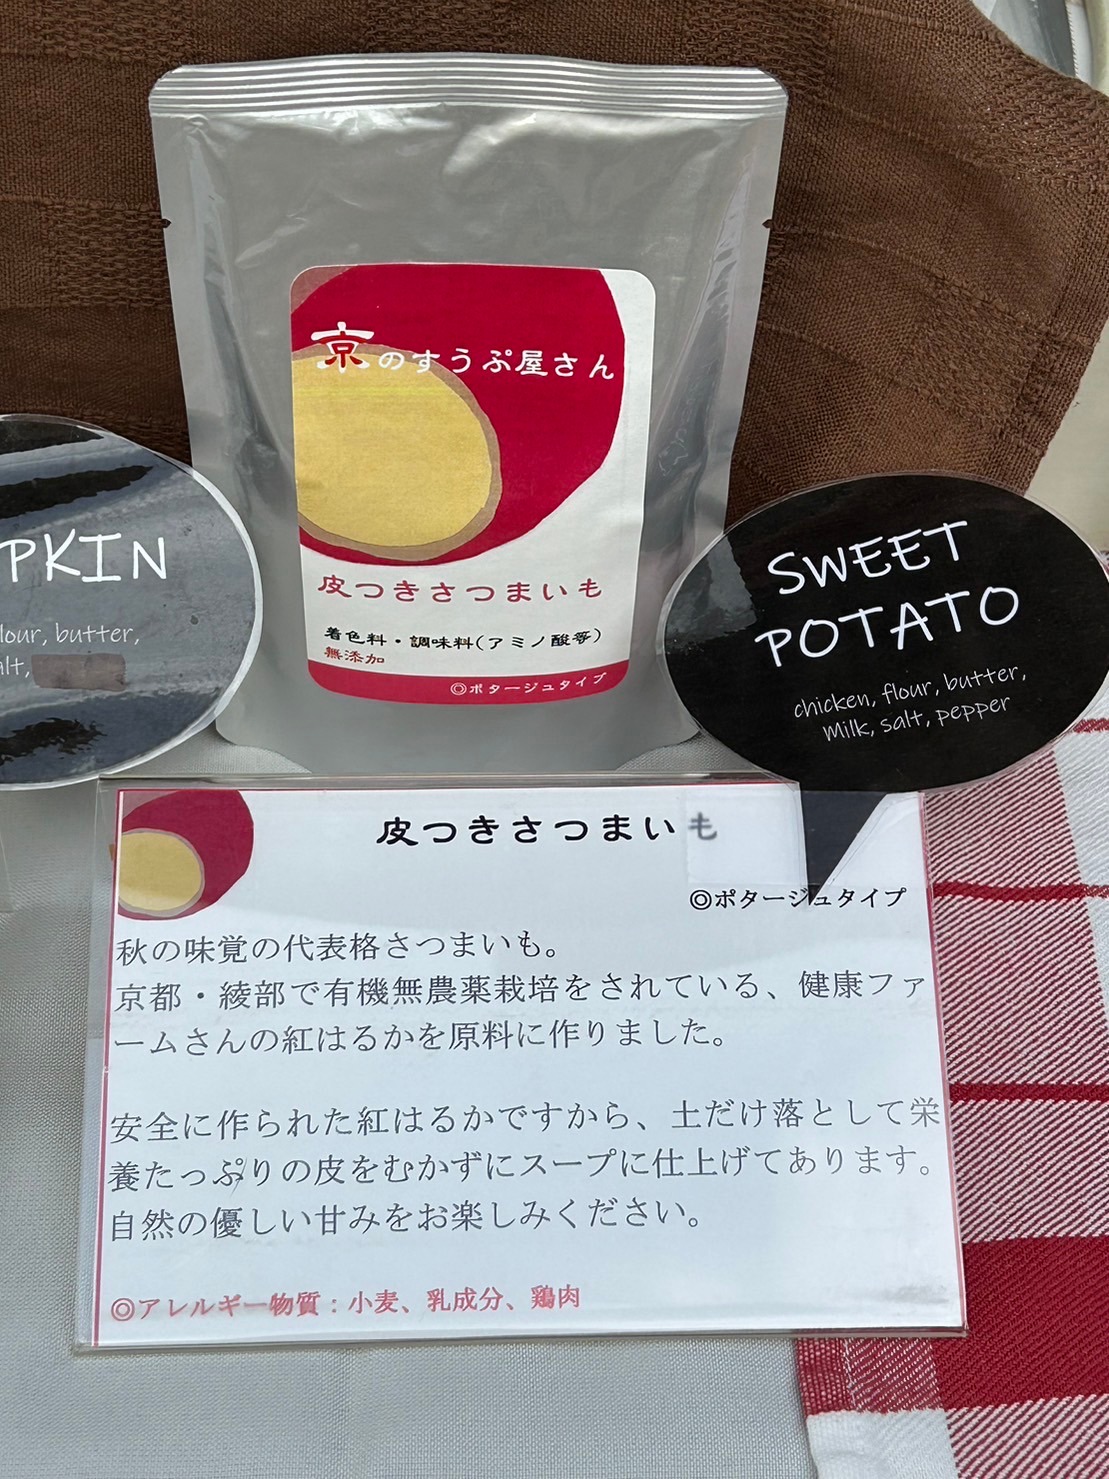 京のすうぷ屋さん
皮つきさつまいも
着色料・調味料(アミノ酸等)
無添加
◎ポタージュタイプ
PKIN
lour, butter,
alt,
SWEET
POTATO
chicken, flour, butter,
milk, salt, pepper
皮つきさつまいも
◎ポタージュタイプ
秋の味覚の代表格さつまいも。
京都・綾部で有機無農薬栽培をされている、健康ファ
ームさんの紅はるかを原料に作りました。
安全に作られた紅はるかですから、土だけ落として栄
養たっぷりの皮をむかずにスープに仕上げてあります。
自然の優しい甘みをお楽しみください。
◎アレルギー物質：小麦、乳成分、鶏肉